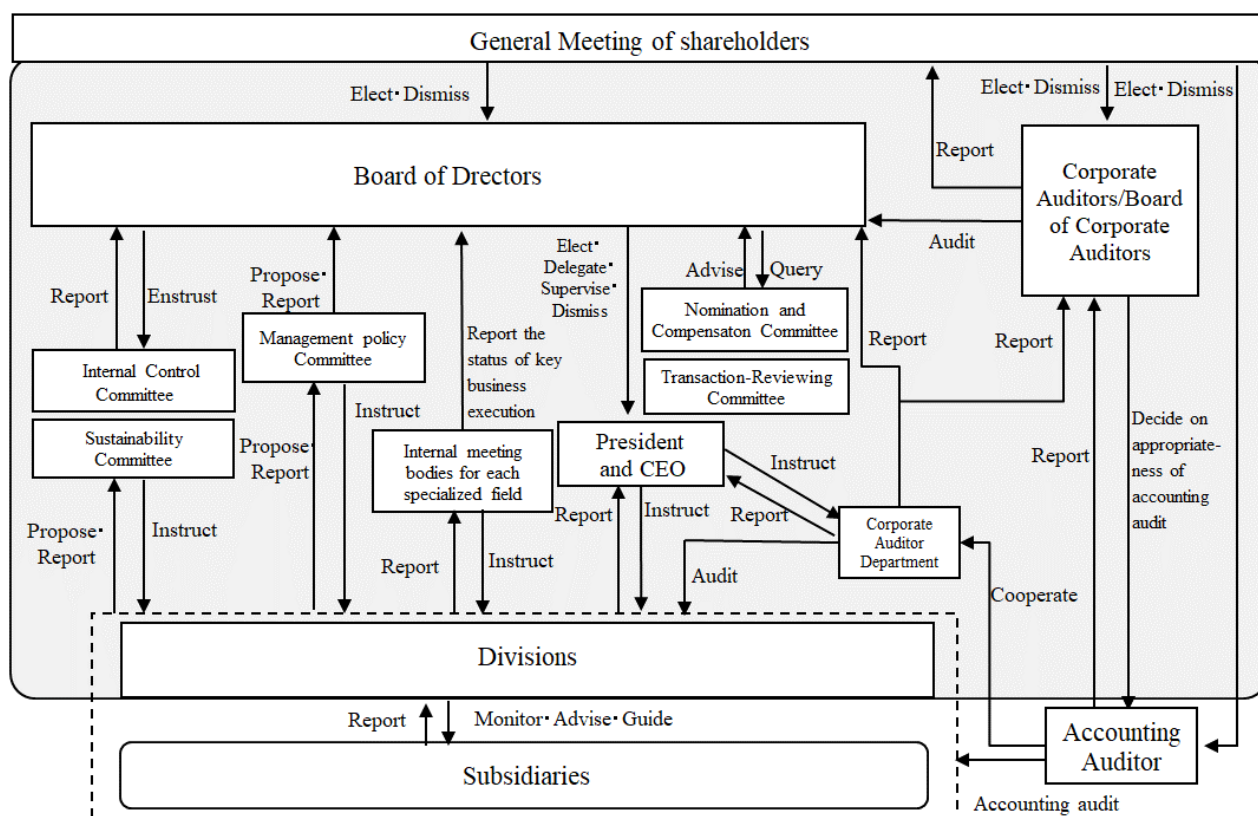 General Meeting of shareholders
Elect・Dismiss
Elect・Dismiss
Elect・Dismiss
Board of Drectors
Report
Corporate
Auditors/Board
of Corporate
Auditors
Audit
Report
Enstrust
Propose・
Report
Elect・
Delegate・
Supervise・
Dismiss
Advise
Query
Internal Control
Committee
Management policy
Committee
Report the
status of key
business
execution
Nomination and
Compensaton Committee
Transaction-Reviewing
Committee
Report
Report
Sustainability
Committee
Propose・
Report
Instruct
Internal meeting
bodies for each
specialized field
President
and CEO
Instruct
Report
Corporate
Auditor
Department
Report
Decide on
appropriate-
ness of
accounting
audit
Propose・
Report
Instruct
Report
Instruct
Report
Instruct
Audit
Cooperate
Divisions
Report
Monitor・Advise・Guide
Subsidiaries
Accounting
Auditor
Accounting audit